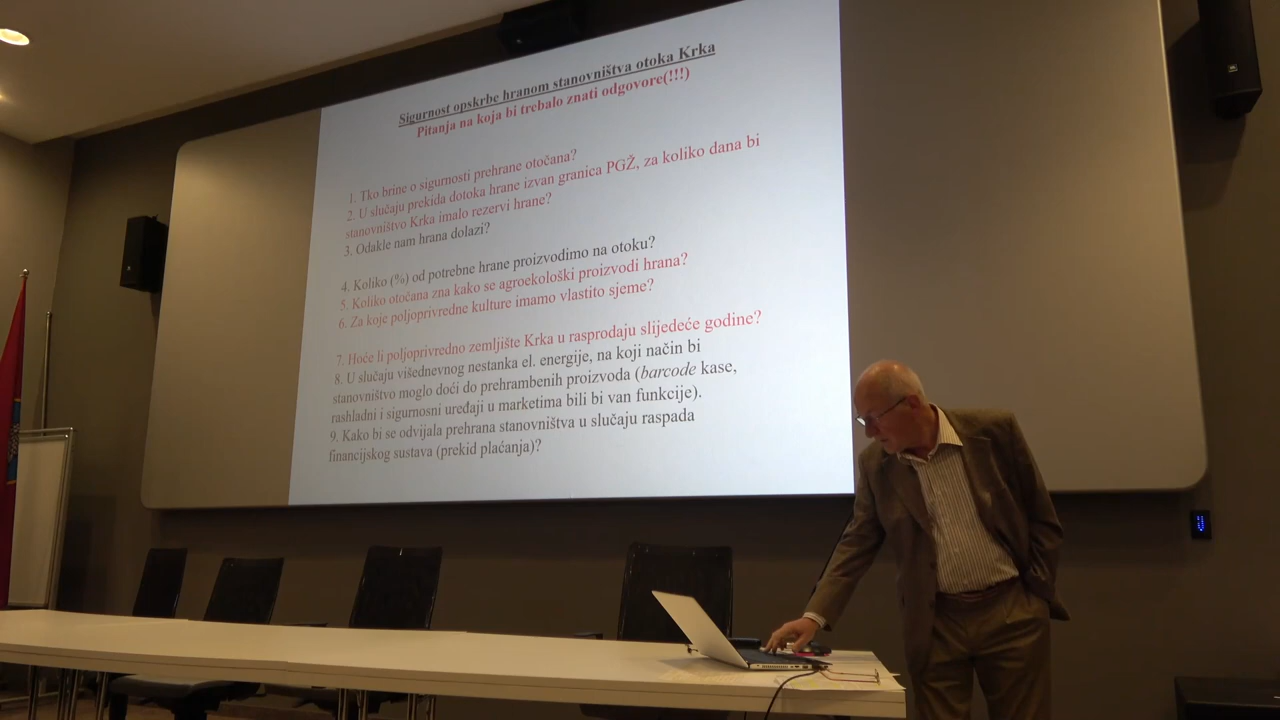 Sigurnost opskrbe hranom stanovništva otoka Krka
Pitanja na koja bi trebalo znati odgovore(!!!)
1. Tko brine o sigurnosti prehrane otočana?
2. U slučaju prekida dotoka hrane izvan granica PGŽ, za koliko dana bi
stanovništvo Krka imalo rezervi hrane?
3. Odakle nam hrana dolazi?
4. Koliko (%) od potrebne hrane proizvodimo na otoku?
5. Koliko otočana zna kako se agroekološki proizvodi hrana?
6. Za koje poljoprivredne kulture imamo vlastito sjeme?
7. Hoće li poljoprivredno zemljište Krka u rasprodaju slijedeće godine?
8. U slučaju višednevnog nestanka el. energije, na koji način bi
stanovništvo moglo doći do prehrambenih proizvoda (barcode kase,
rashladni i sigurnosni uređaji u marketima bili bi van funkcije).
9. Kako bi se odvijala prehrana stanovništva u slučaju raspada
financijskog sustava (prekid plaćanja)?